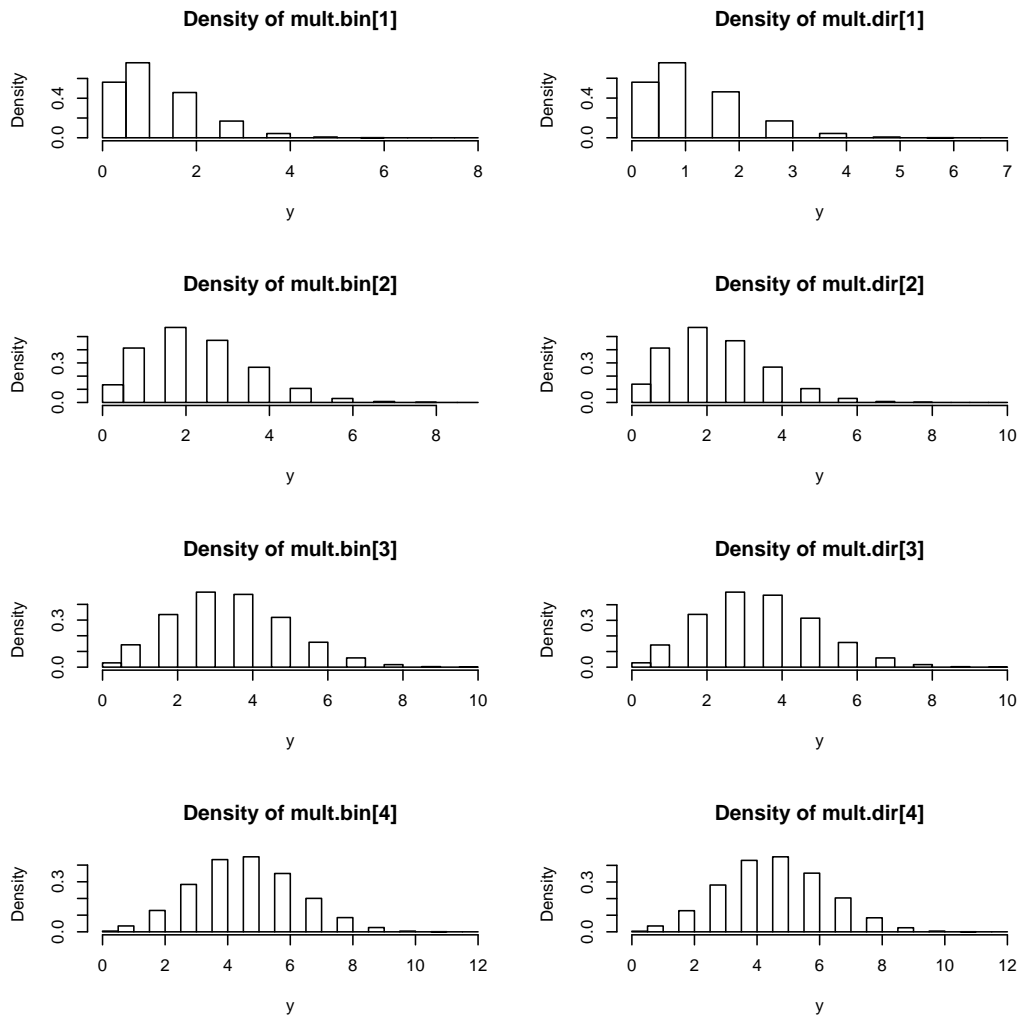 Density of mult.bin[1]
Density
0.0
0.4
0 2 4 6 8
y
Density of mult.dir[1]
Density
0.0
0.4
0 1 2 3 4 5 6 7
y
Density of mult.bin[2]
Density
0.0
0.3
0 2 4 6 8
y
Density of mult.dir[2]
Density
0.0
0.3
0 2 4 6 8 10
y
Density of mult.bin[3]
Density
0.0
0.3
0 2 4 6 8 10
y
Density of mult.dir[3]
Density
0.0
0.3
0 2 4 6 8 10
y
Density of mult.bin[4]
Density
0.0
0.3
0 2 4 6 8 10 12
y
Density of mult.dir[4]
Density
0.0
0.3
0 2 4 6 8 10 12
y